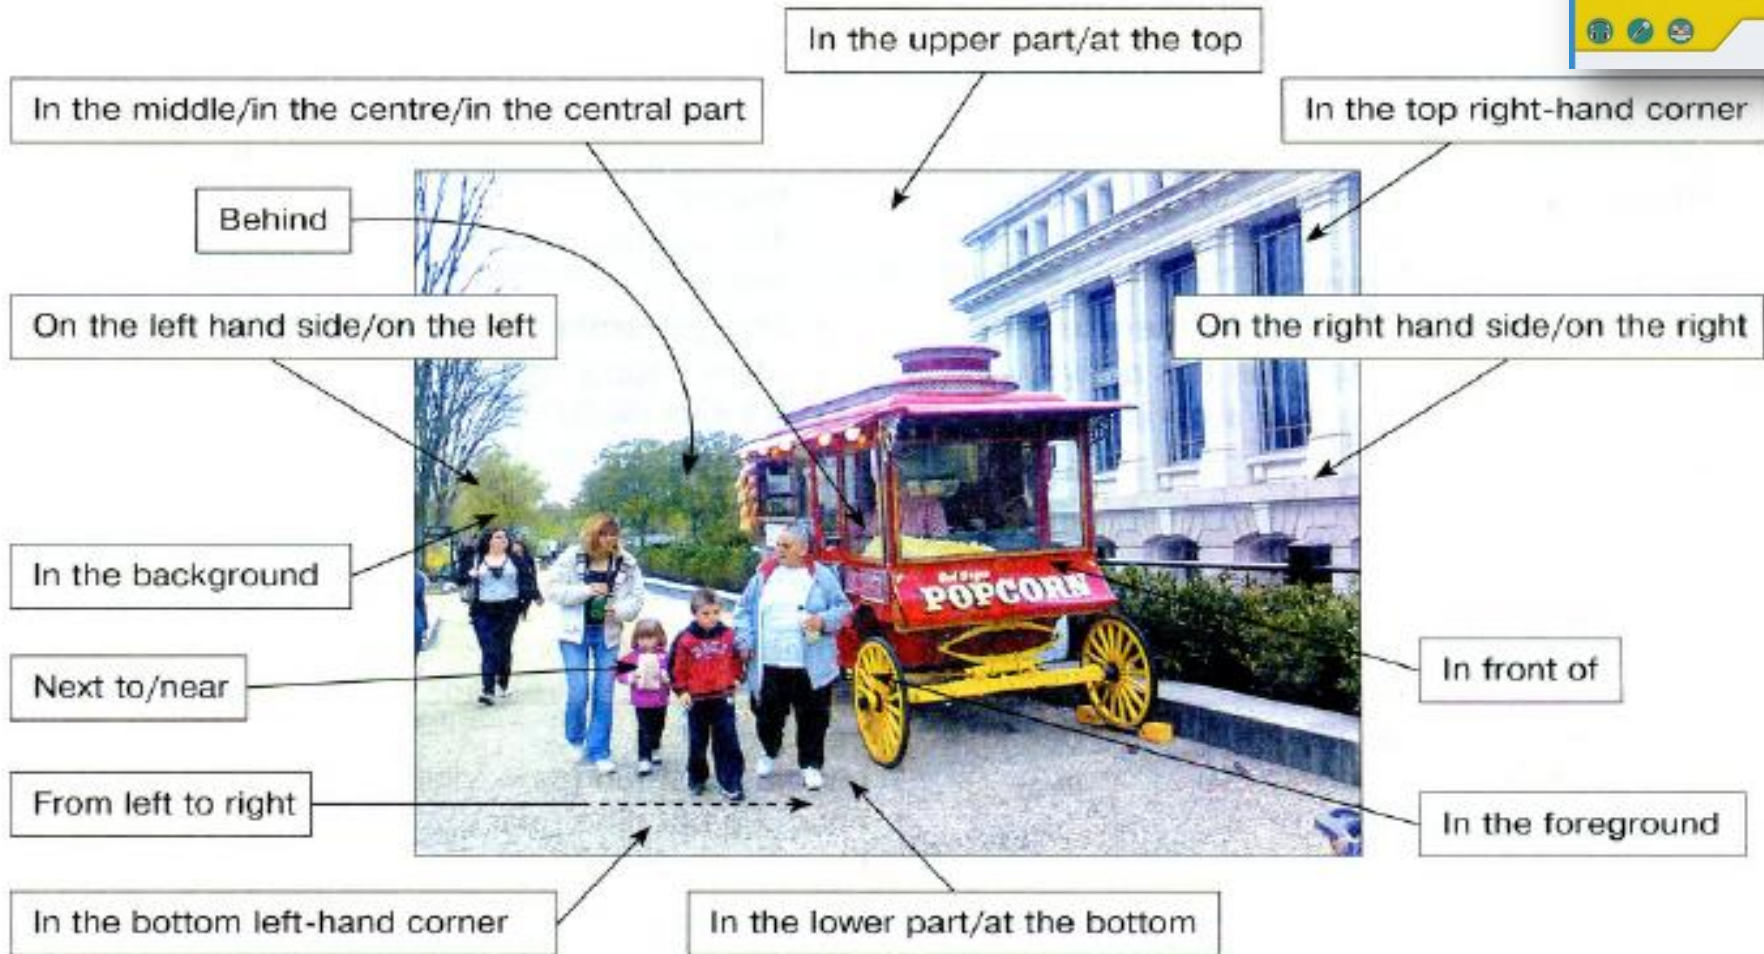 In the upper part/at the top
In the middle/in the centre/in the central part
In the top right-hand corner
Behind
On the left hand side/on the left
On the right hand side/on the right
In the background
POPCORN
Next to/near
In front of
From left to right
In the foreground
In the bottom left-hand corner
In the lower part/at the bottom